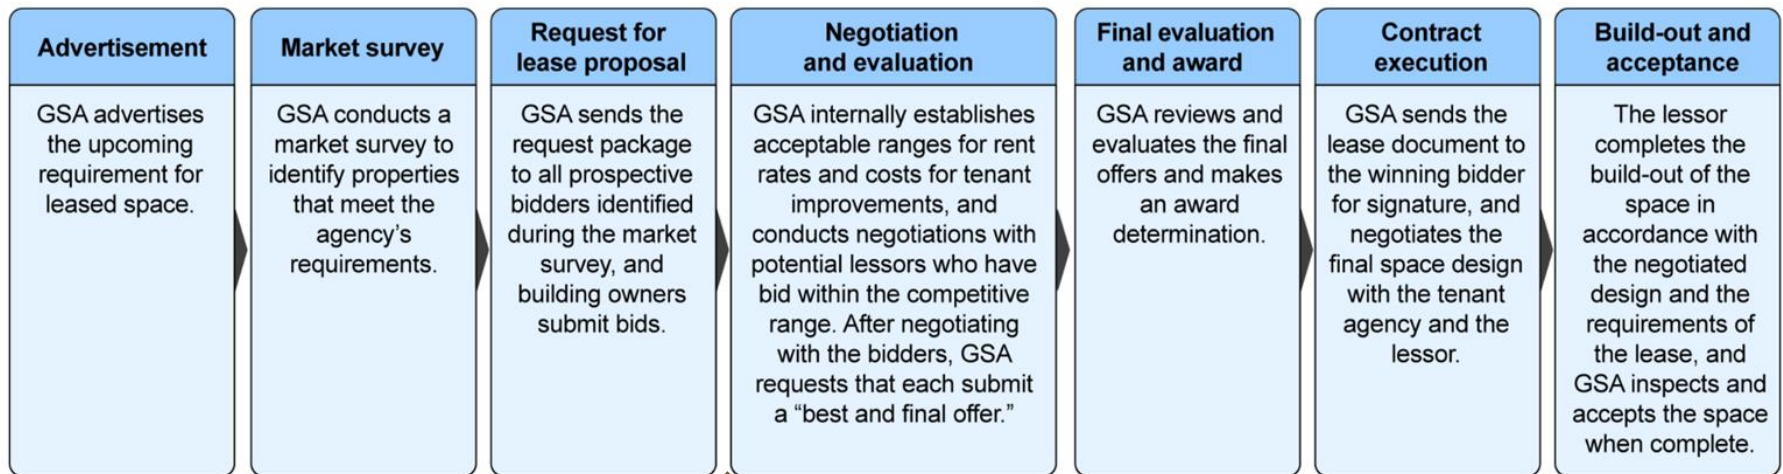 Advertisement
GSA advertises
the upcoming
requirement for
leased space.
Market survey
GSA conducts a
market survey to
identify properties
that meet the
agency’s
requirements.
Request for
lease proposal
GSA sends the
request package
to all prospective
bidders identified
during the market
survey, and
building owners
submit bids.
Negotiation
and evaluation
GSA internally establishes
acceptable ranges for rent
rates and costs for tenant
improvements, and
conducts negotiations with
potential lessors who have
bid within the competitive
range. After negotiating
with the bidders, GSA
requests that each submit
a “best and final offer.”
Final evaluation
and award
GSA reviews and
evaluates the final
offers and makes
an award
determination.
Contract
execution
GSA sends the
lease document to
the winning bidder
for signature, and
negotiates the
final space design
with the tenant
agency and the
lessor.
Build-out and
acceptance
The lessor
completes the
build-out of the
space in
accordance with
the negotiated
design and the
requirements of
the lease, and
GSA inspects and
accepts the space
when complete.